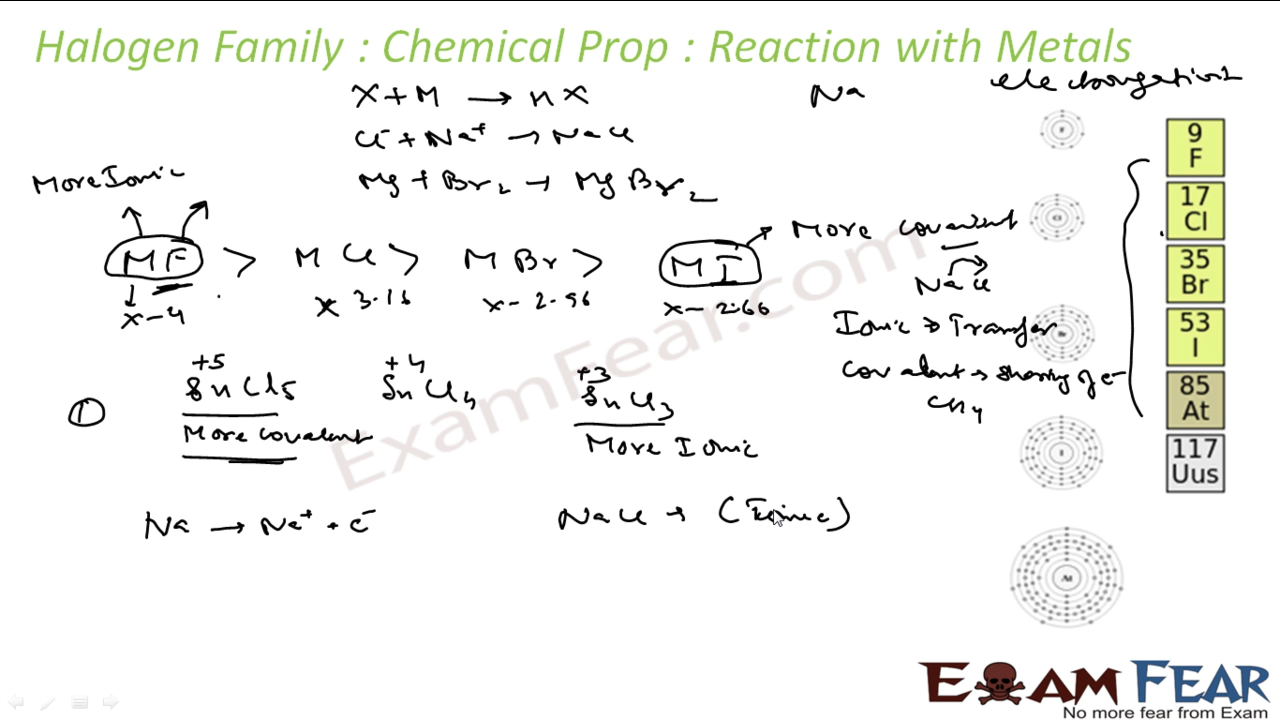 Halogen Family : Chemical Prop : Reaction with Metals
X + M → MX
Na
Cl⁻ + Na⁺ → NaCl
Mg + Br₂ → MgBr₂
More Ionic
MF > MCl > MBr > MI
More covalent
x - 4
x 3.16
x - 2.96
x - 2.66
NaCl
Ionic → Transfer
Covalent → sharing of e⁻
CH₄
①
+5
SnCl₅
More covalent
+4
SnCl₄
+3
SnCl₃
More Ionic
Na → Na⁺ + e⁻
NaCl → (Ionic)
9
F
17
Cl
35
Br
53
I
85
At
117
Uus
ExamFear.com
EXAM FEAR
No more fear from Exam